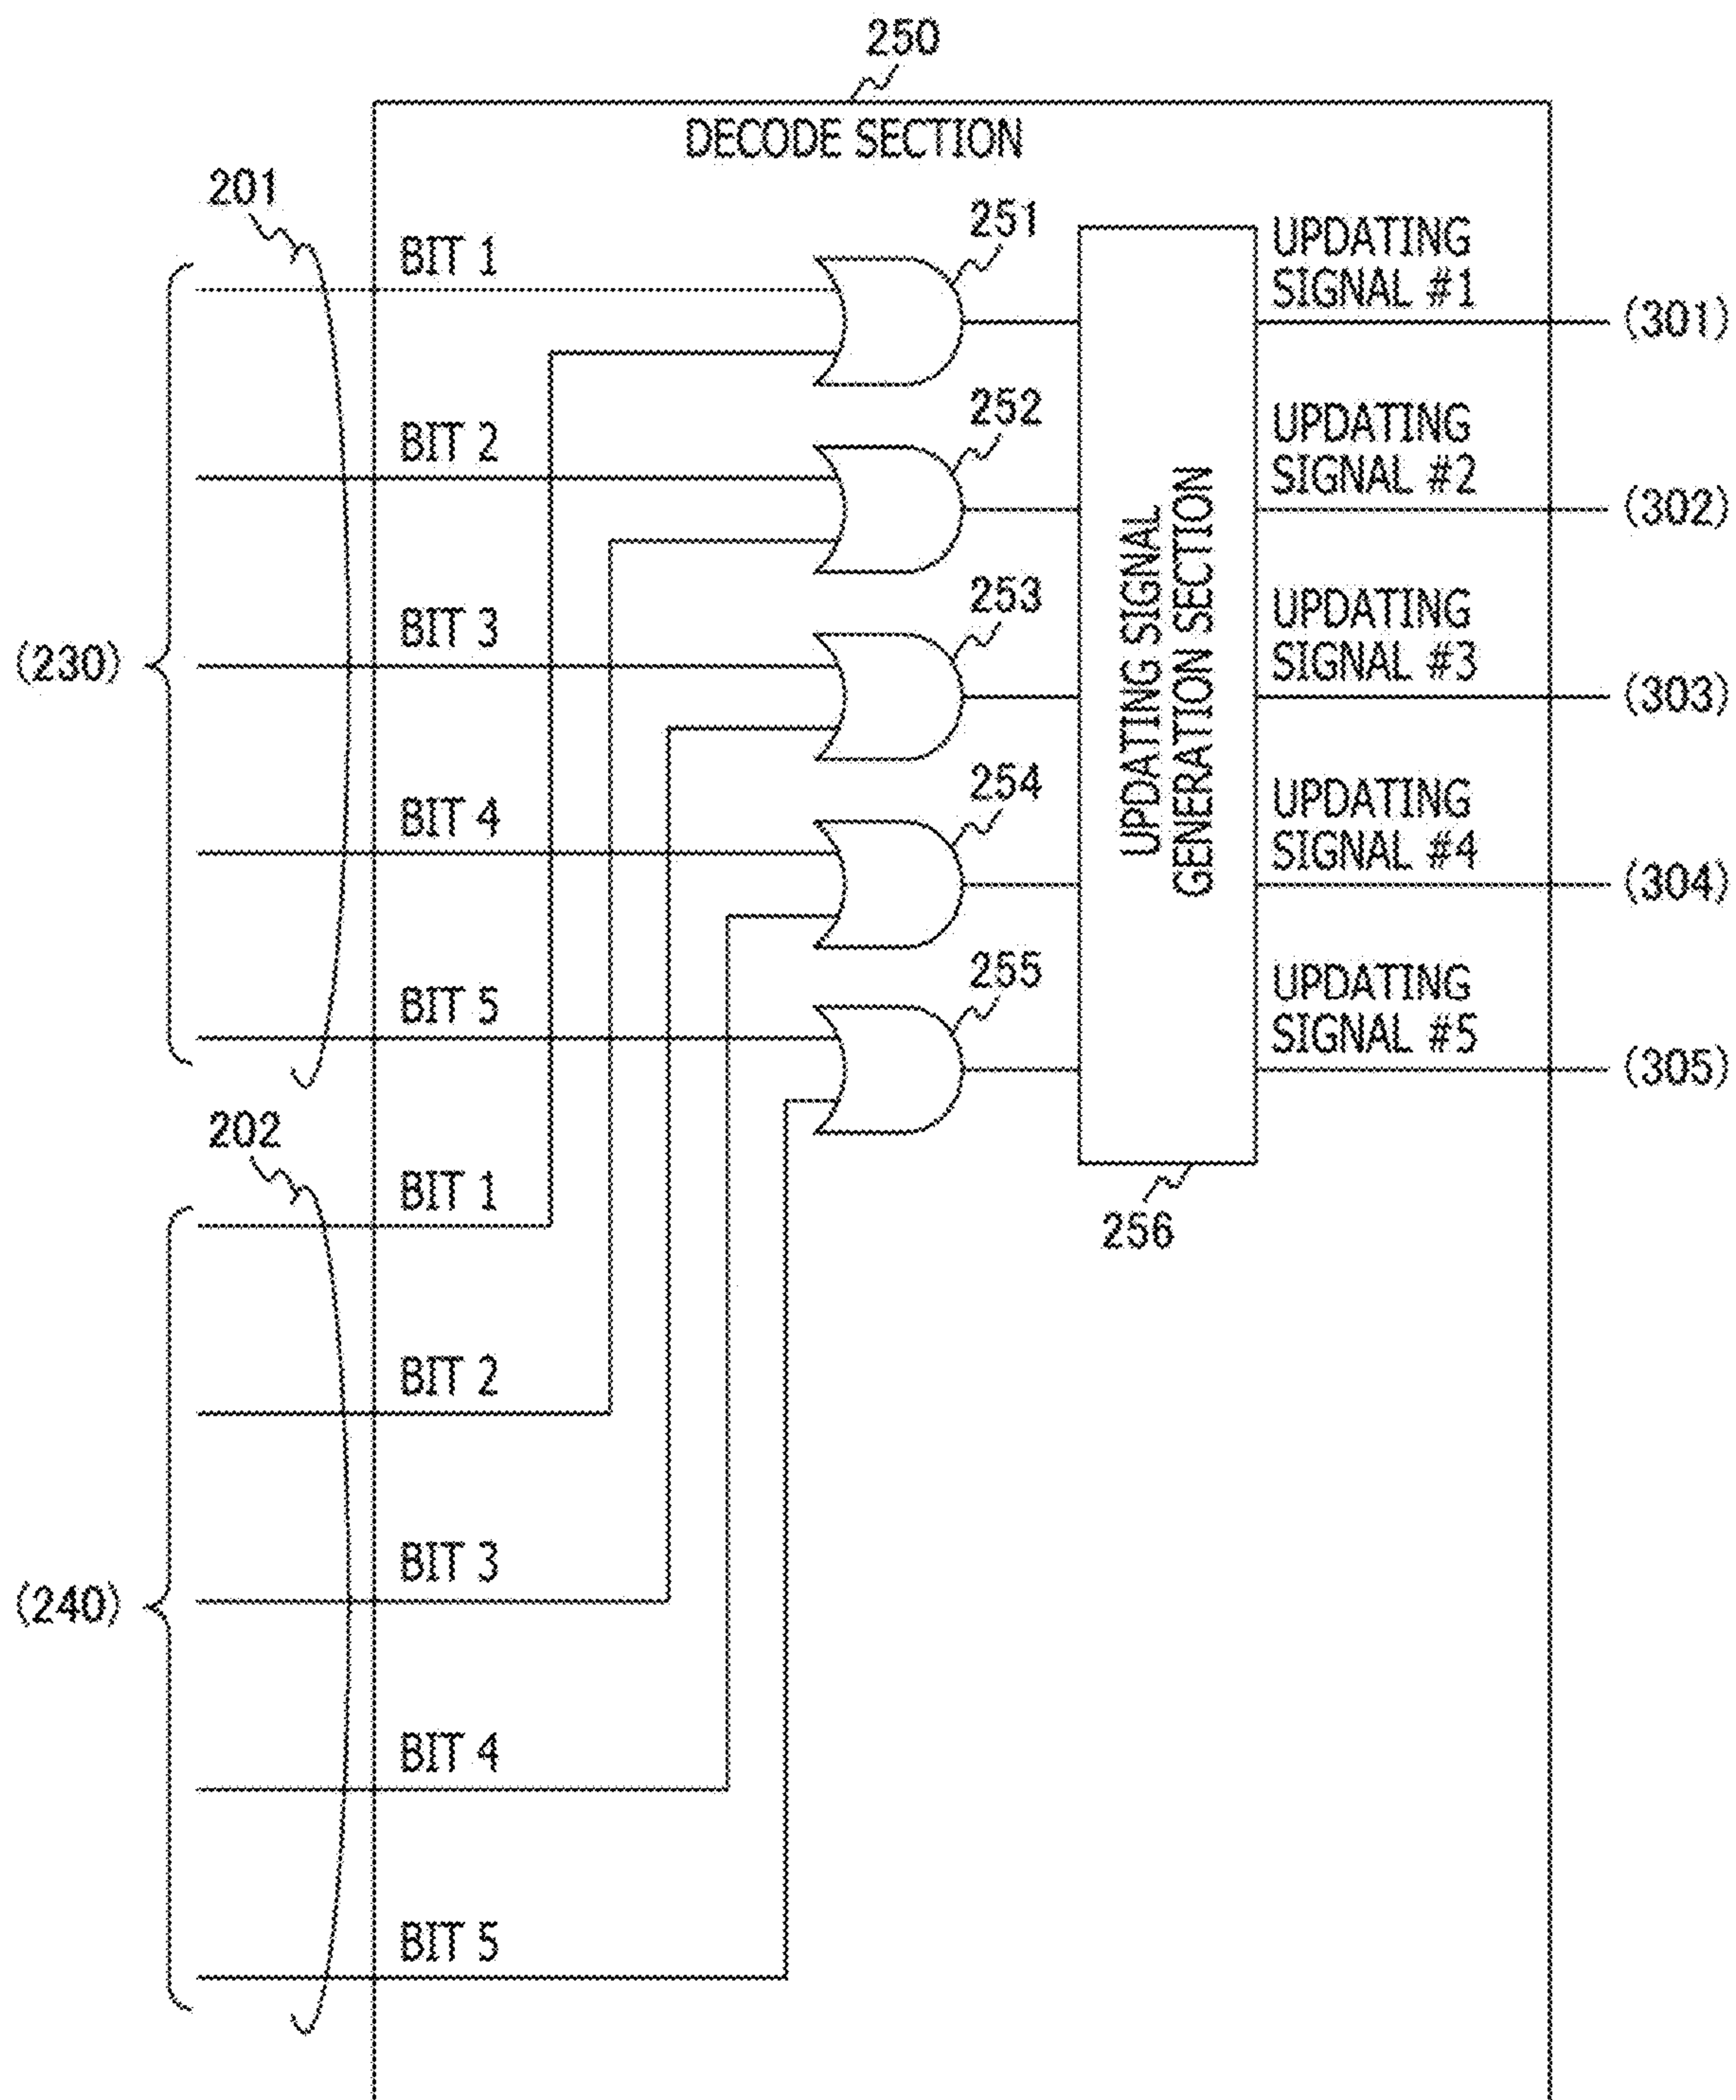 250
DECODE SECTION
201
BIT 1
251
UPDATING
SIGNAL #1
(301)
BIT 2
252
UPDATING
SIGNAL #2
(302)
(230)
BIT 3
253
UPDATING SIGNAL
GENERATION SECTION
UPDATING
SIGNAL #3
(303)
BIT 4
254
UPDATING
SIGNAL #4
(304)
BIT 5
255
UPDATING
SIGNAL #5
(305)
202
BIT 1
256
BIT 2
(240)
BIT 3
BIT 4
BIT 5